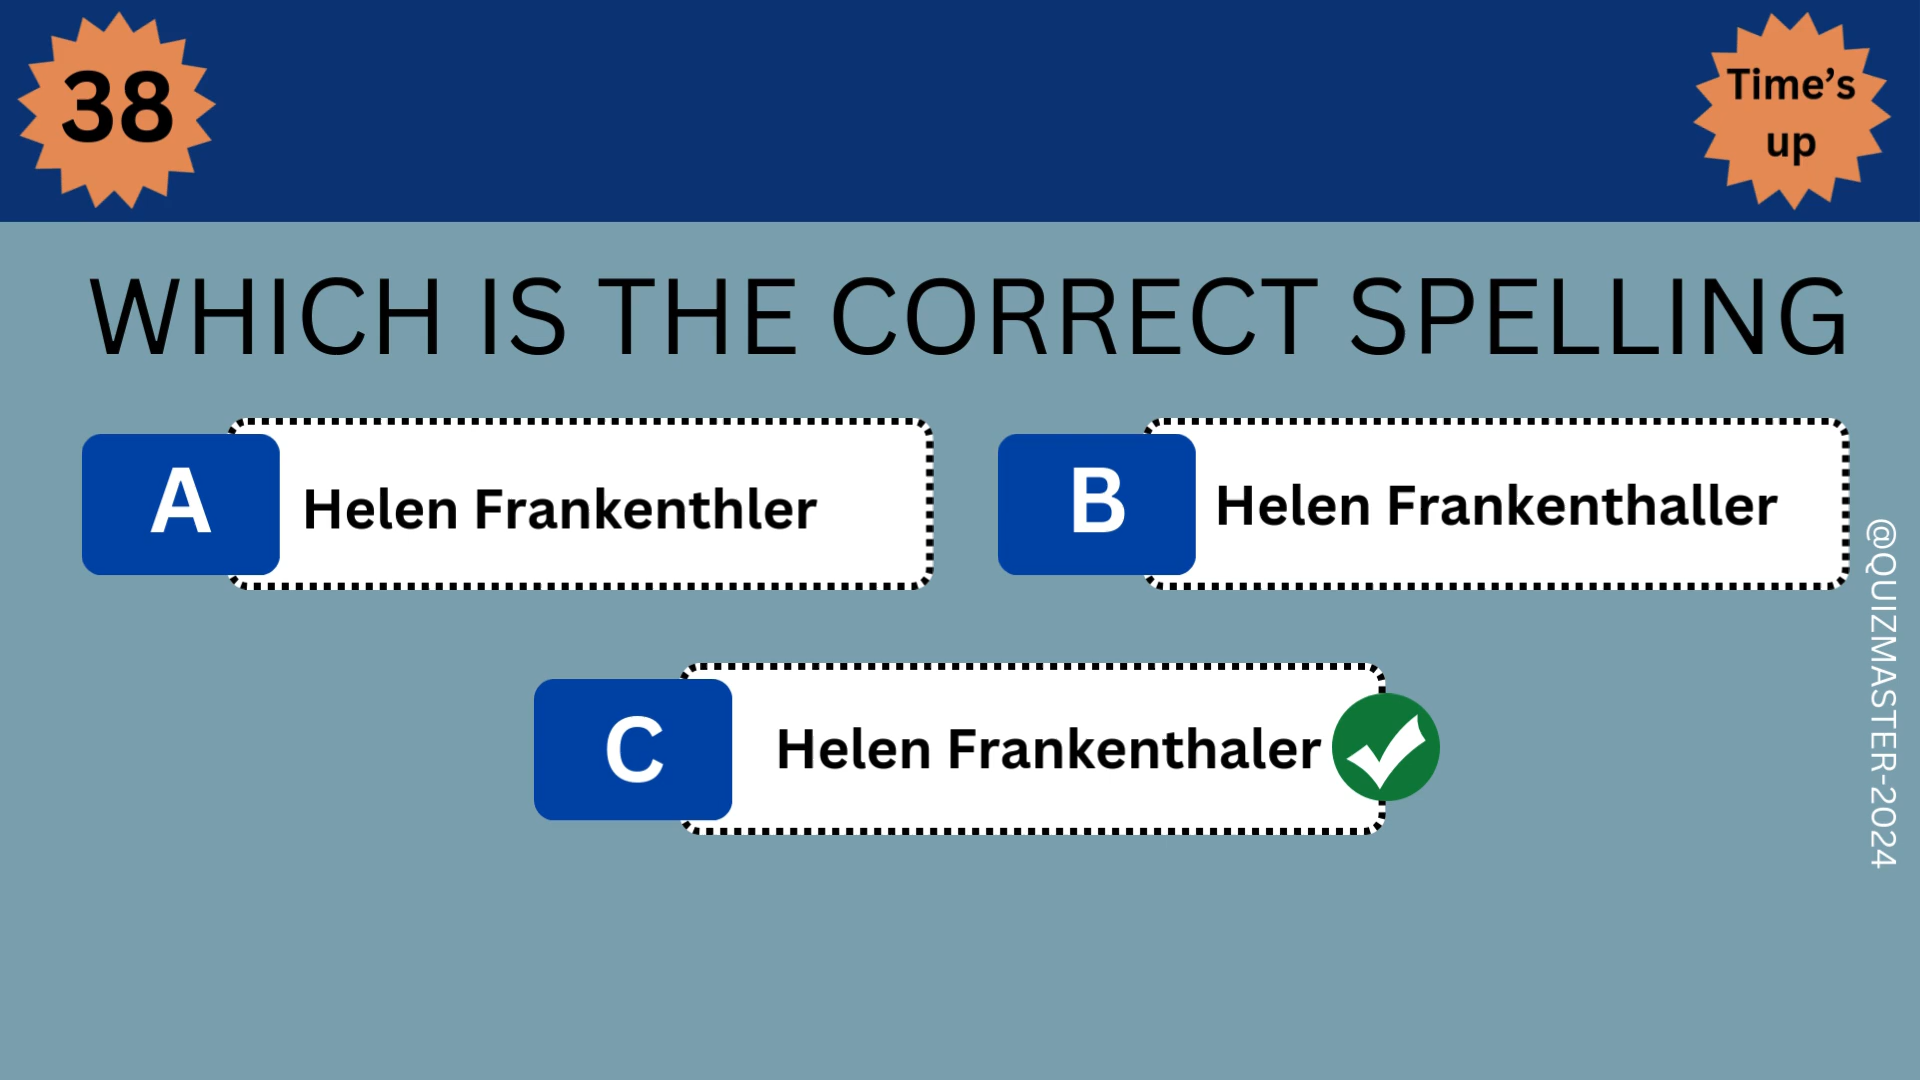 38
Time’s
up
WHICH IS THE CORRECT SPELLING
A
Helen Frankenthler
B
Helen Frankenthaller
C
Helen Frankenthaler
@QUIZMASTER-2024